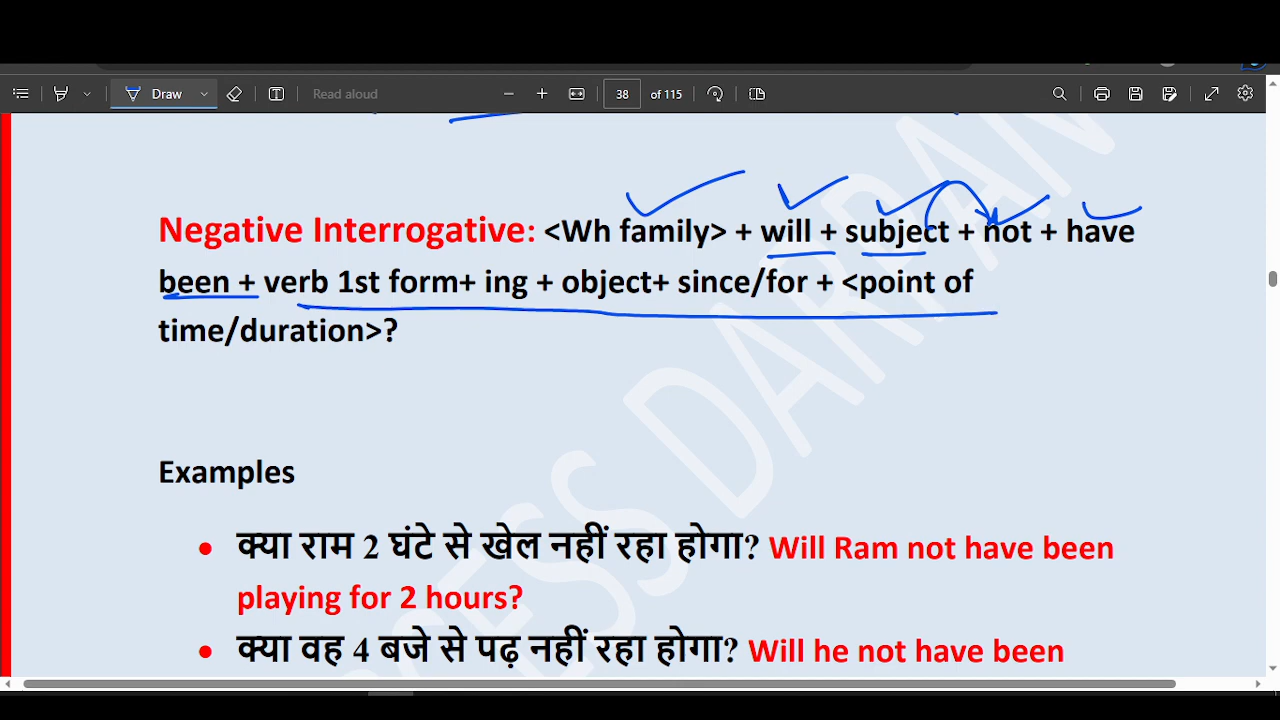 Draw
Read aloud
38
of 115
Negative Interrogative: <Wh family> + will + subject + not + have
been + verb 1st form+ ing + object+ since/for + <point of
time/duration>?
Examples
• क्या राम 2 घंटे से खेल नहीं रहा होगा? Will Ram not have been
playing for 2 hours?
• क्या वह 4 बजे से पढ़ नहीं रहा होगा? Will he not have been